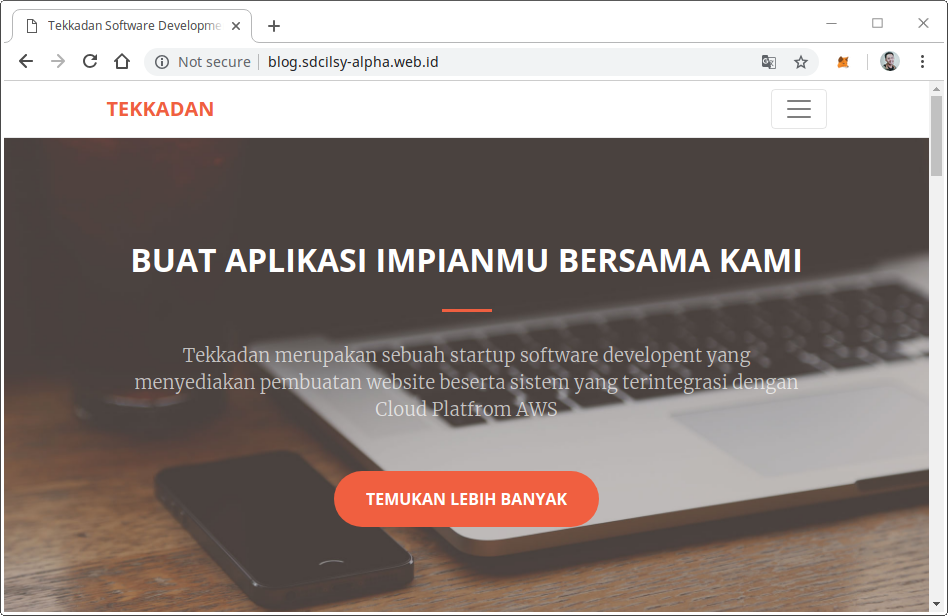 Tekkadan Software Developme
Not secure
blog.sdcilsy-alpha.web.id
TEKKADAN
BUAT APLIKASI IMPIANMU BERSAMA KAMI
Tekkadan merupakan sebuah startup software developent yang
menyediakan pembuatan website beserta sistem yang terintegrasi dengan
Cloud Platfrom AWS
TEMUKAN LEBIH BANYAK